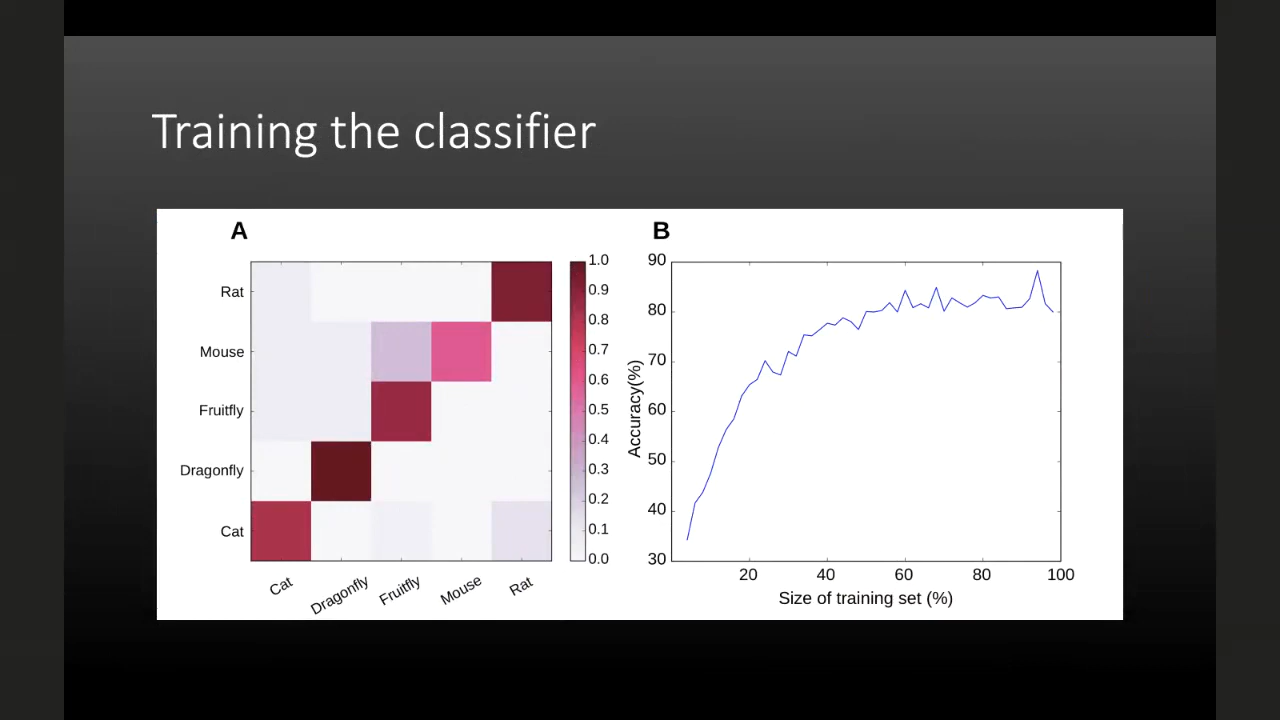 Training the classifier
A
Rat
Mouse
Fruitfly
Dragonfly
Cat
Cat
Dragonfly
Fruitfly
Mouse
Rat
1.0
0.9
0.8
0.7
0.6
0.5
0.4
0.3
0.2
0.1
0.0
B
Accuracy(%)
90
80
70
60
50
40
30
20
40
60
80
100
Size of training set (%)